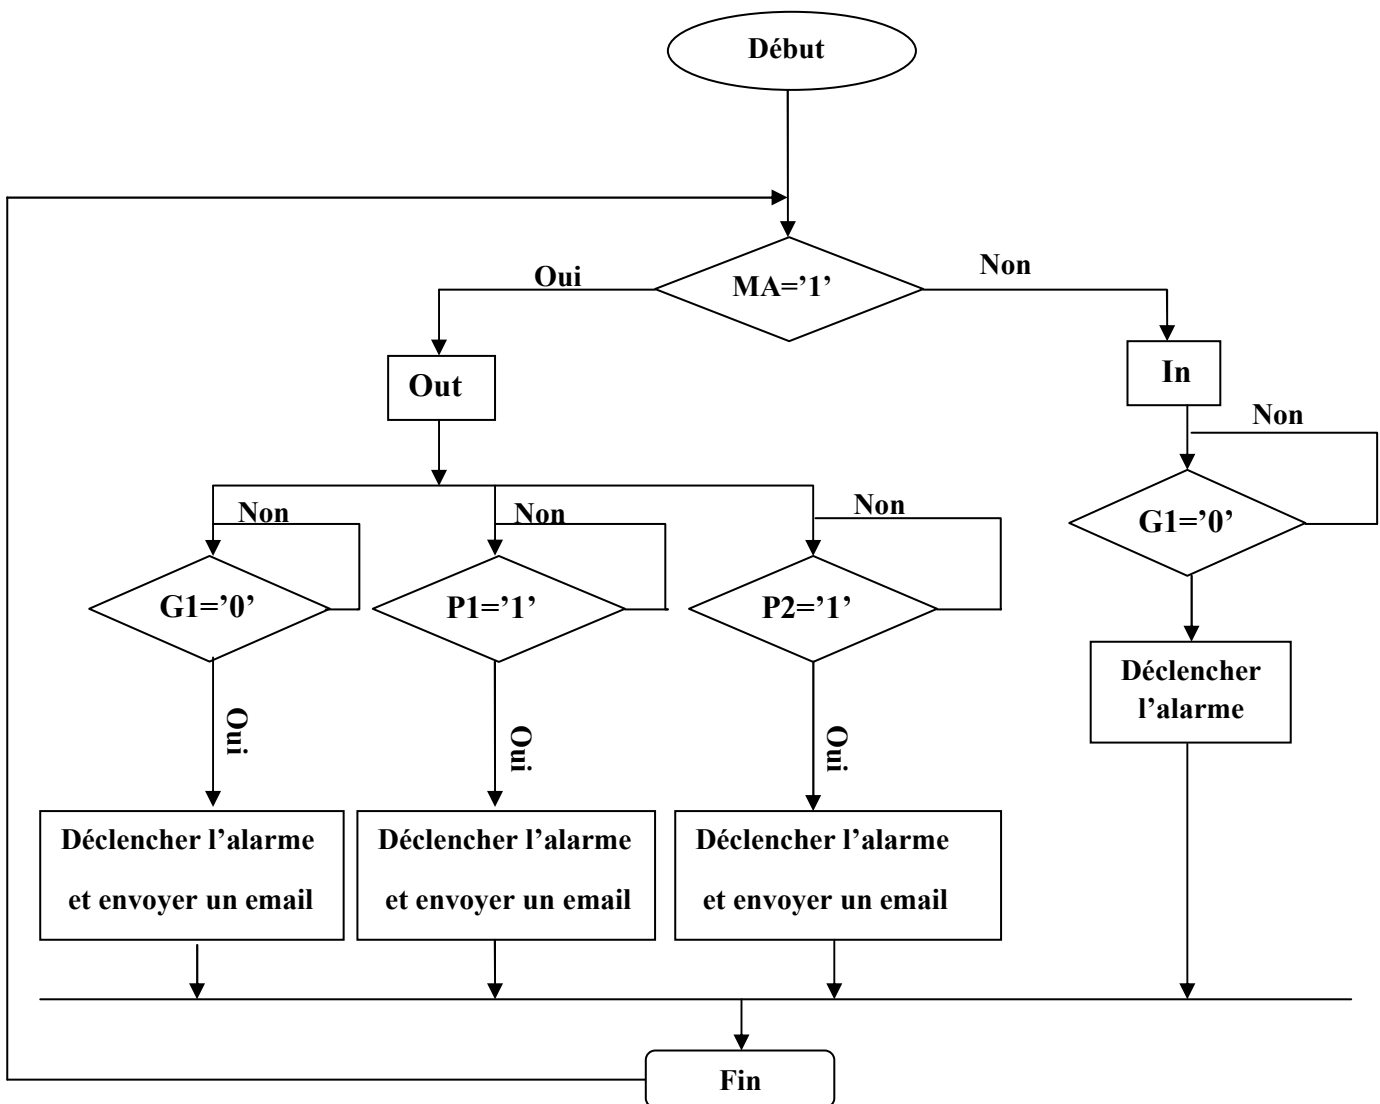 Début
MA=’1’
Oui
Non
Out
In
Non
G1=’0’
Non
Non
Non
G1=’0’
P1=’1’
P2=’1’
Déclencher
l’alarme
Oui
Oui
Oui
Déclencher l’alarme
et envoyer un email
Déclencher l’alarme
et envoyer un email
Déclencher l’alarme
et envoyer un email
Fin